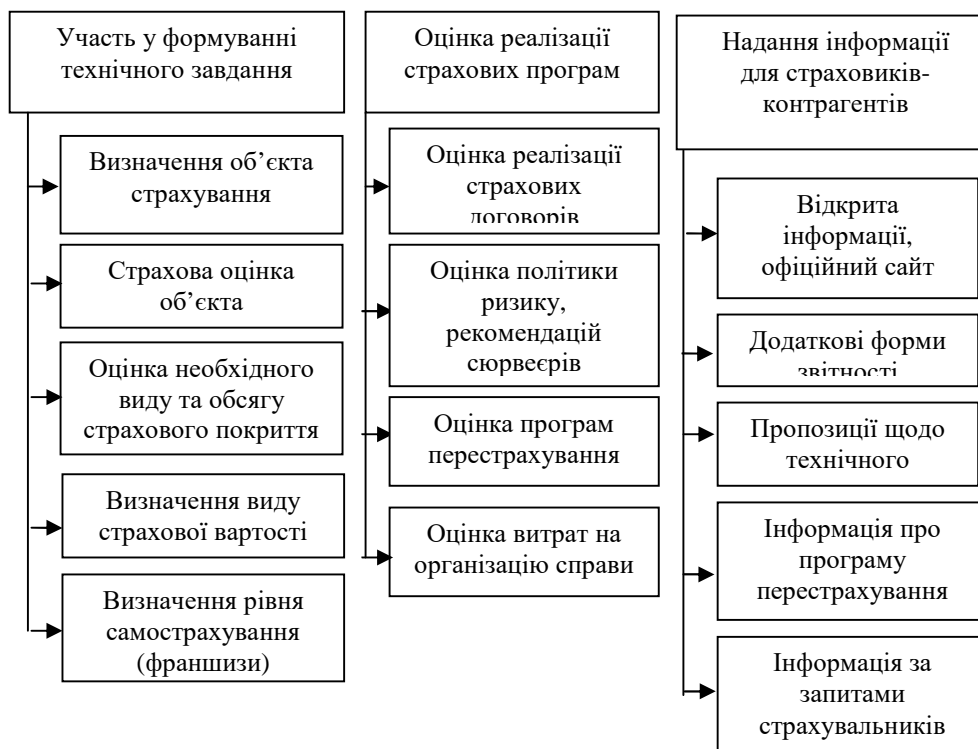 Участь у формуванні
технічного завдання
Визначення об’єкта
страхування
Страхова оцінка
об’єкта
Оцінка необхідного
виду та обсягу
страхового покриття
Визначення виду
страхової вартості
Визначення рівня
самострахування
(франшизи)
Оцінка реалізації
страхових програм
Оцінка реалізації
страхових
договорів
Оцінка політики
ризику,
рекомендацій
сюрвеєрів
Оцінка програм
перестрахування
Оцінка витрат на
організацію справи
Надання інформації
для страховиків-
контрагентів
Відкрита
інформації,
офіційний сайт
Додаткові форми
звітності
Пропозиції щодо
технічного
Інформація про
програму
перестрахування
Інформація за
запитами
страхувальників